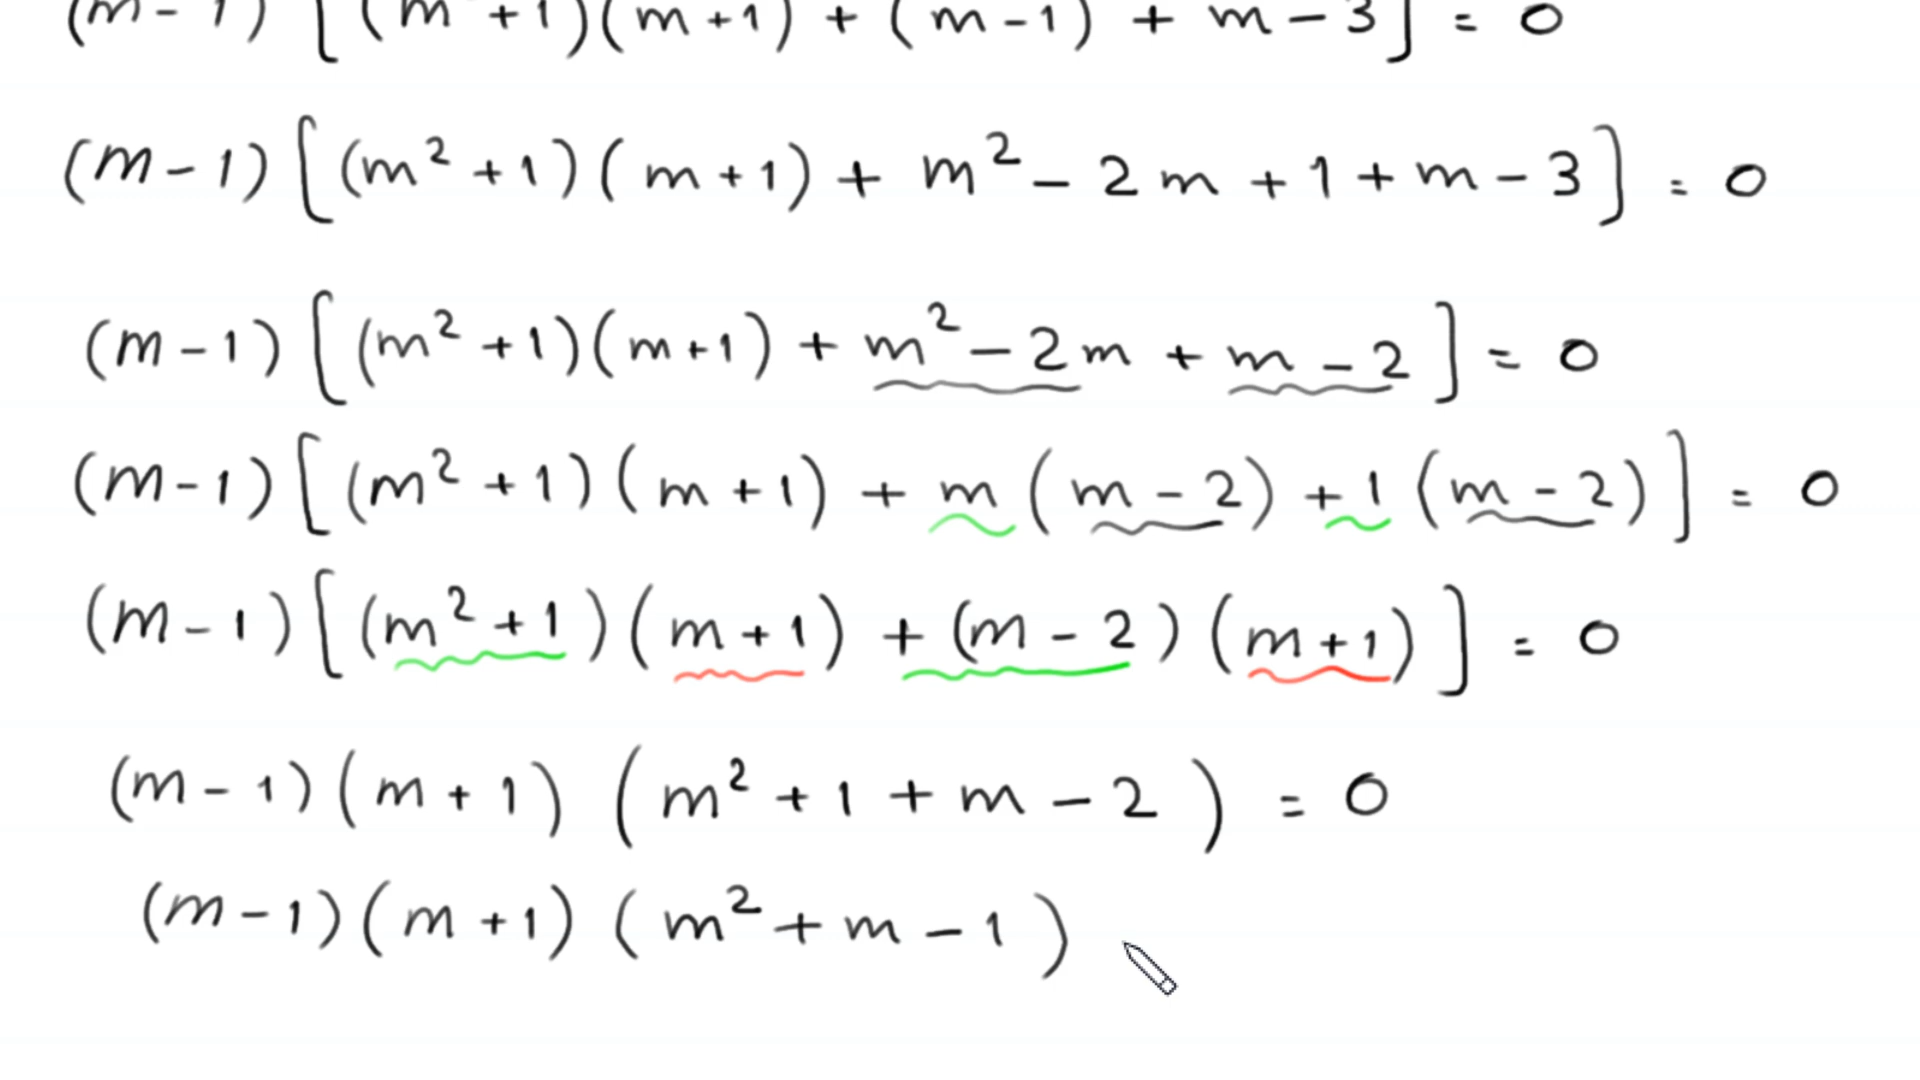 (m - 1) [(m² + 1)(m + 1) + (m - 1) + m - 3] = 0
(m - 1) [(m² + 1)(m + 1) + m² - 2m + 1 + m - 3] = 0
(m - 1) [(m² + 1)(m + 1) + m² - 2m + m - 2] = 0
(m - 1) [(m² + 1)(m + 1) + m(m - 2) + 1(m - 2)] = 0
(m - 1) [(m² + 1)(m + 1) + (m - 2)(m + 1)] = 0
(m - 1)(m + 1)(m² + 1 + m - 2) = 0
(m - 1)(m + 1)(m² + m - 1)